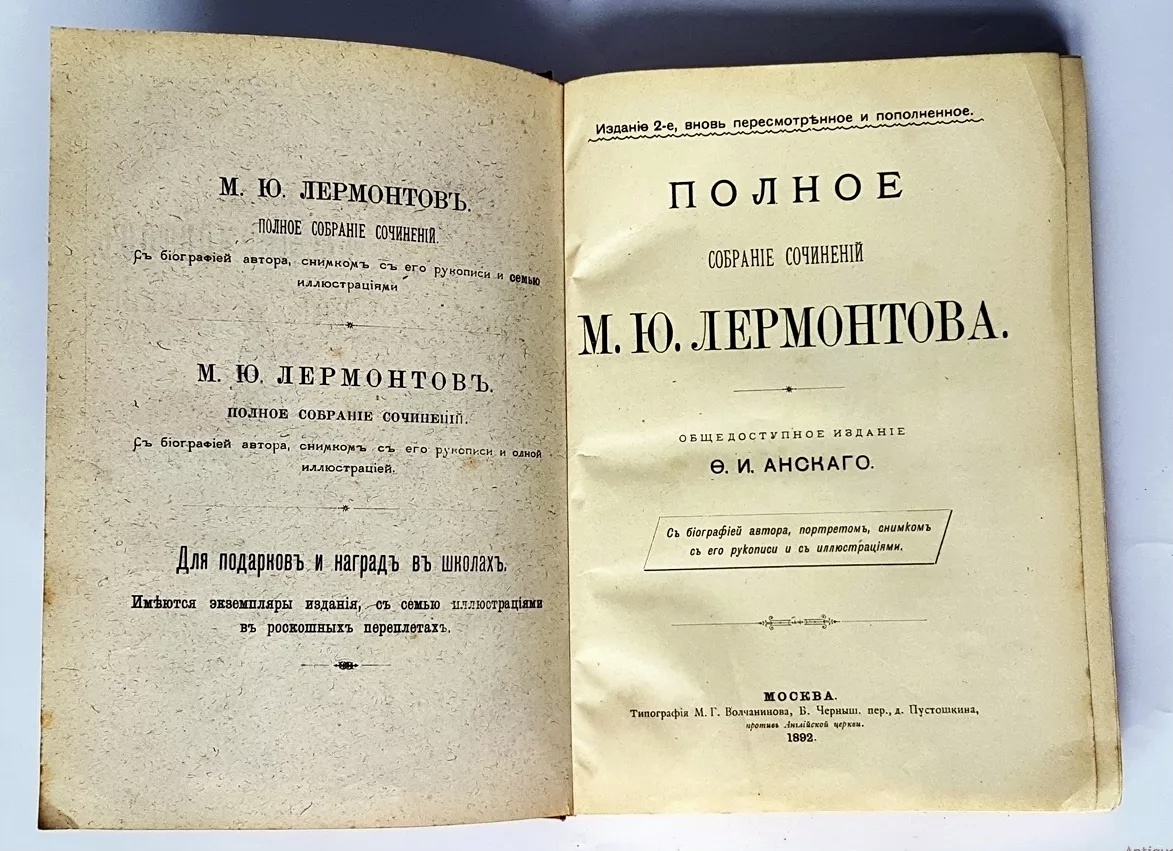 М. Ю. ЛЕРМОНТОВЪ.
ПОЛНОЕ СОБРАНІЕ СОЧИНЕНІЙ.
Съ біографіей автора, снимкомъ съ его рукописи и семью
иллюстраціями
М. Ю. ЛЕРМОНТОВЪ.
ПОЛНОЕ СОБРАНІЕ СОЧИНЕНІЙ.
Съ біографіей автора, снимкомъ съ его рукописи и одной
иллюстраціей.
Для подарковъ и наградъ въ школахъ.
Имѣются экземпляры изданія, съ семью иллюстраціями
въ роскошныхъ переплетахъ.
Изданіе 2-е, вновь пересмотрѣнное и пополненное.
ПОЛНОЕ
СОБРАНІЕ СОЧИНЕНІЙ
М. Ю. ЛЕРМОНТОВА.
ОБЩЕДОСТУПНОЕ ИЗДАНІЕ
Ѳ. И. АНСКАГО.
Съ біографіей автора, портретомъ, снимкомъ
съ его рукописи и съ иллюстраціями.
МОСКВА.
Типографія М. Г. Волчанинова, Б. Черныш. пер., д. Пустошкина,
противъ Англійской церкви.
1892.